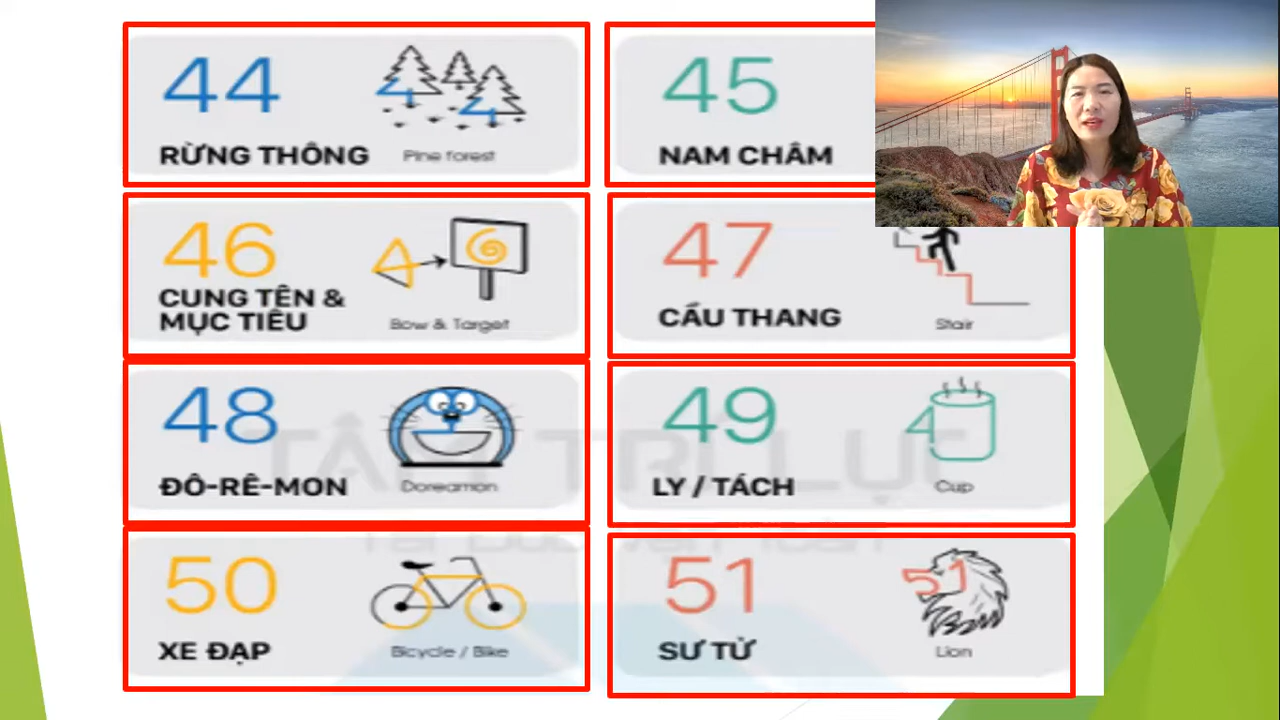 44
RỪNG THÔNG Pine forest
45
NAM CHÂM
46
CUNG TÊN &
MỤC TIÊU Bow & Target
47
CẦU THANG Stair
48
ĐÔ-RÊ-MON Doreamon
49
LY / TÁCH Cup
50
XE ĐẠP Bicycle / Bike
51
SƯ TỬ Lion